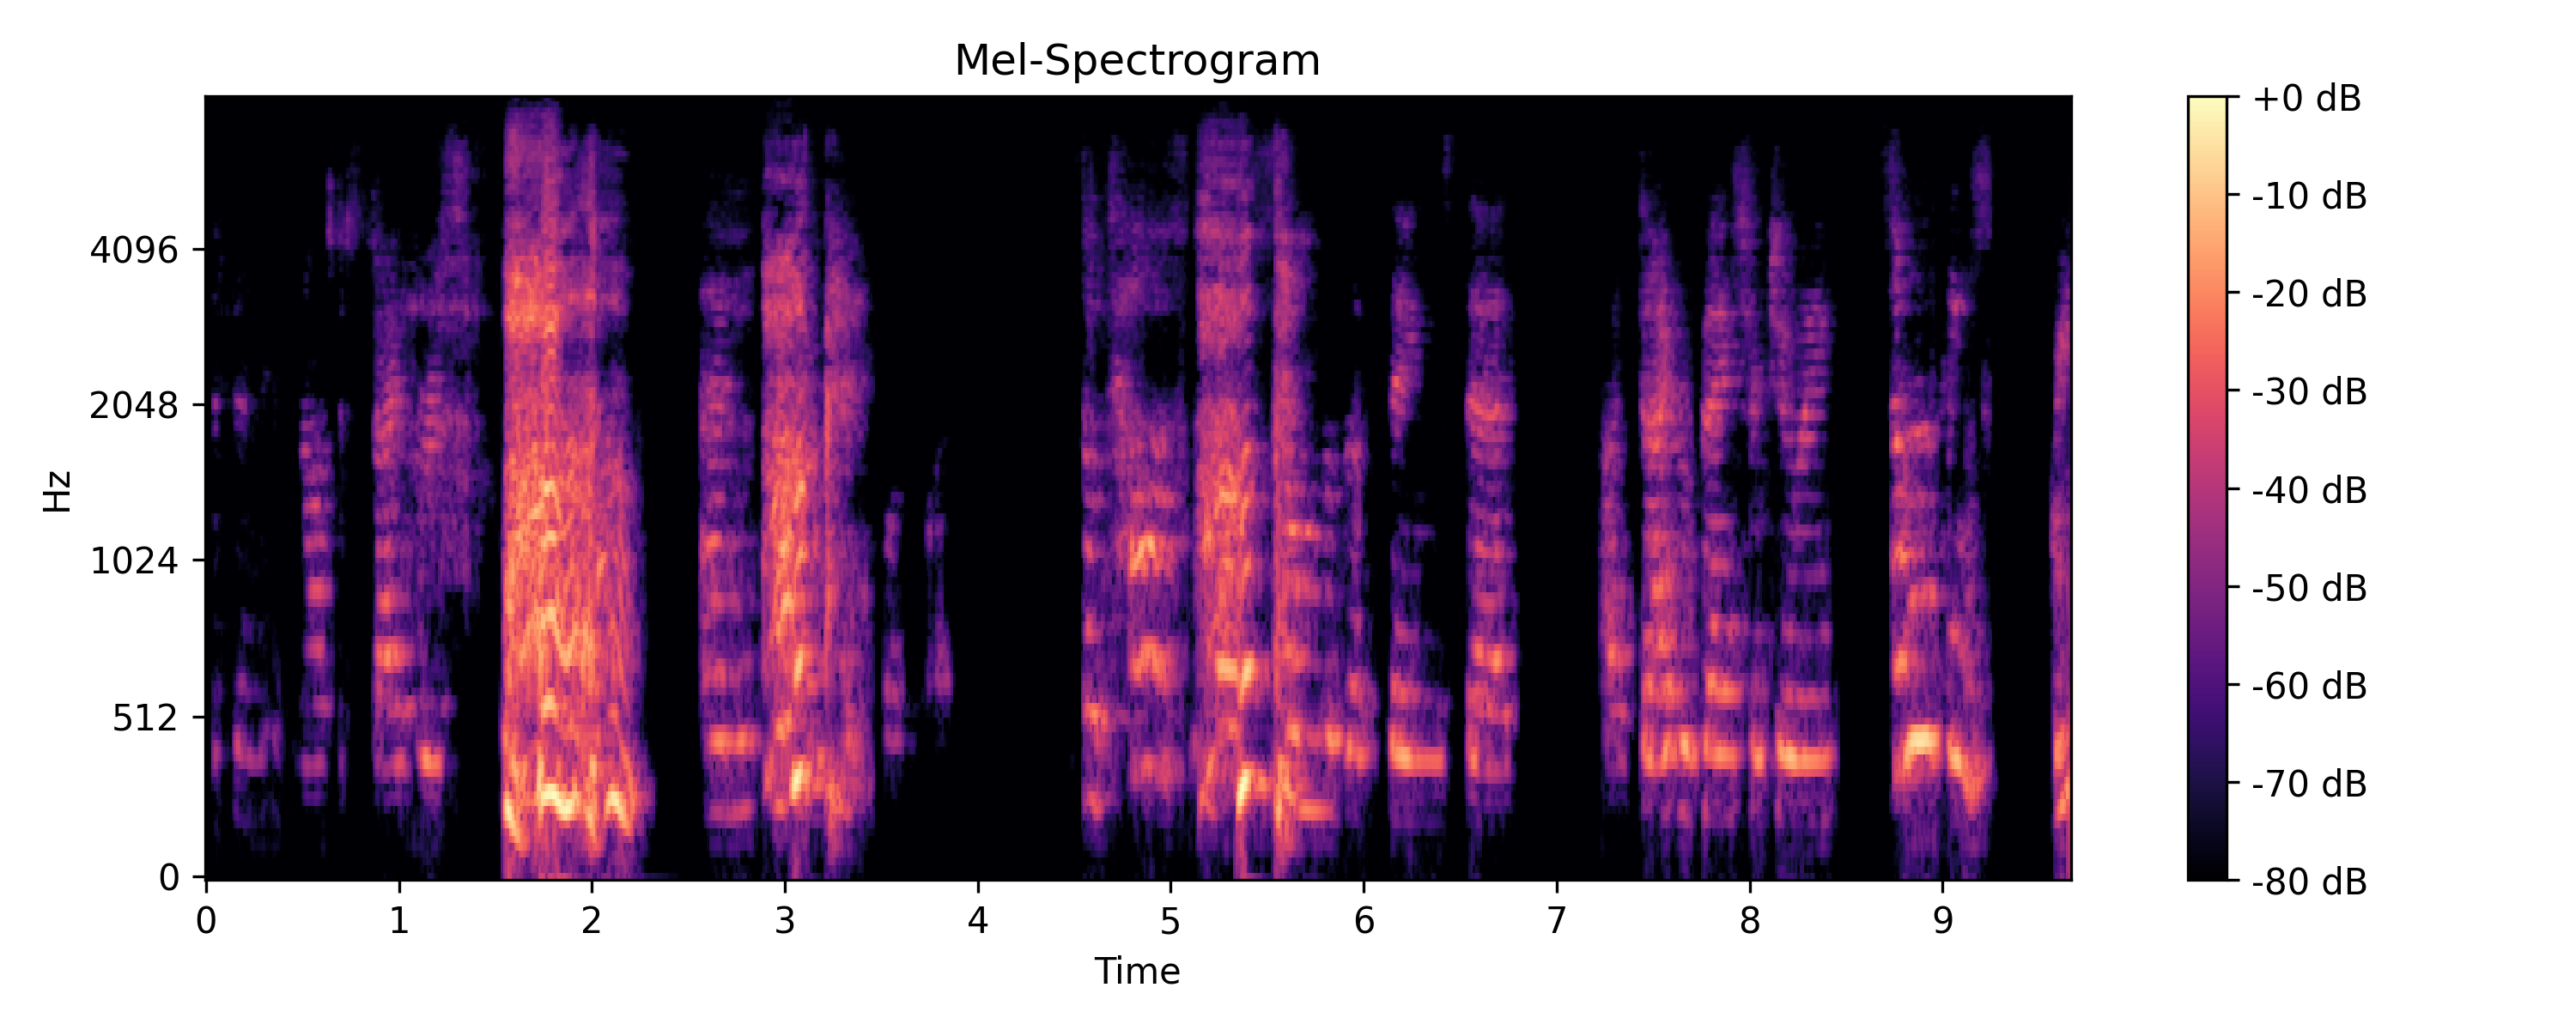 Mel-Spectrogram
+0 dB
-10 dB
-20 dB
-30 dB
-40 dB
-50 dB
-60 dB
-70 dB
-80 dB
4096
2048
1024
512
0
Hz
0 1 2 3 4 5 6 7 8 9
Time